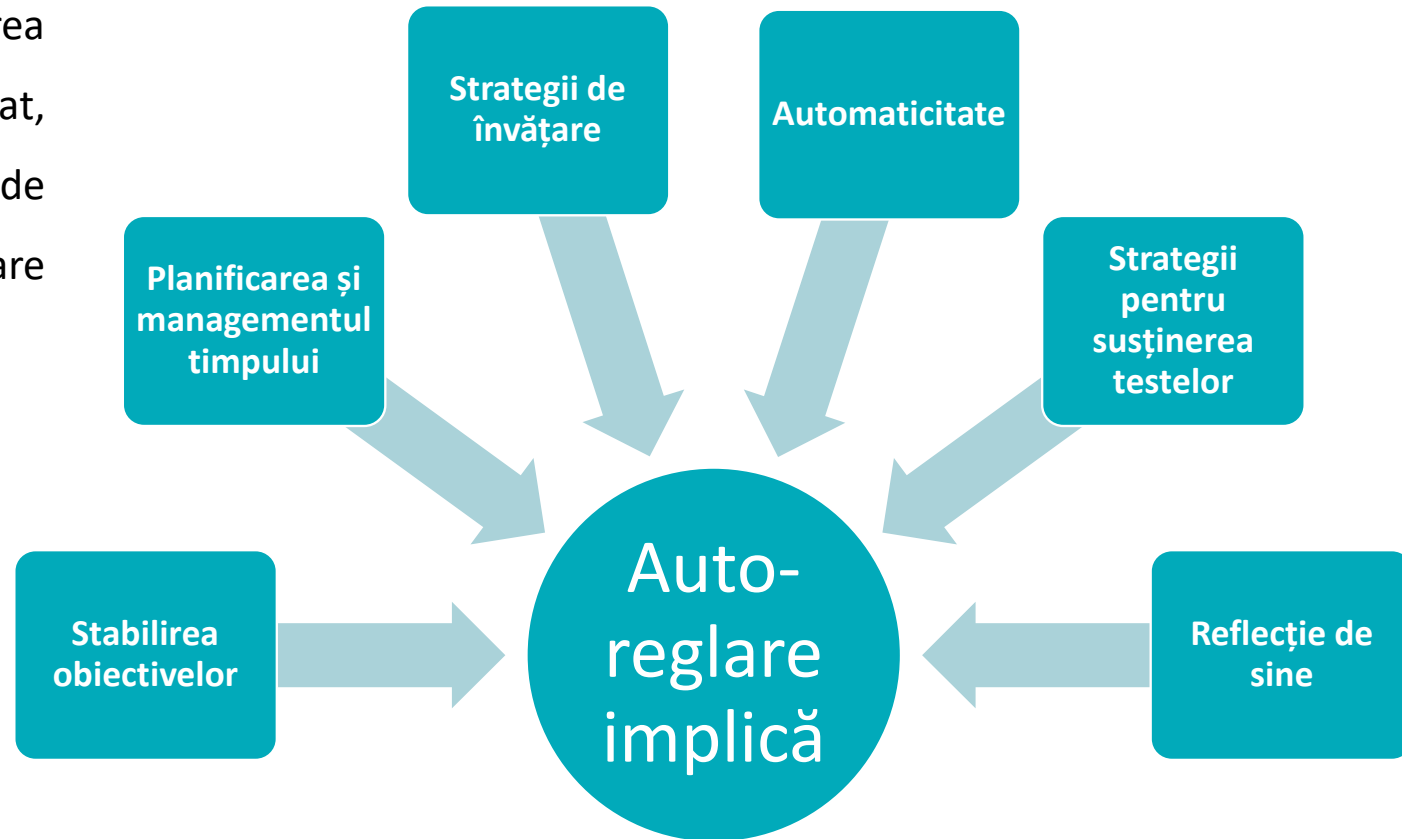 rea
at,
de
are
Stabilirea
obiectivelor
Planificarea și
managementul
timpului
Strategii de
învățare
Automaticitate
Strategii
pentru
susținerea
testelor
Reflecție de
sine
Auto-
reglare
implică